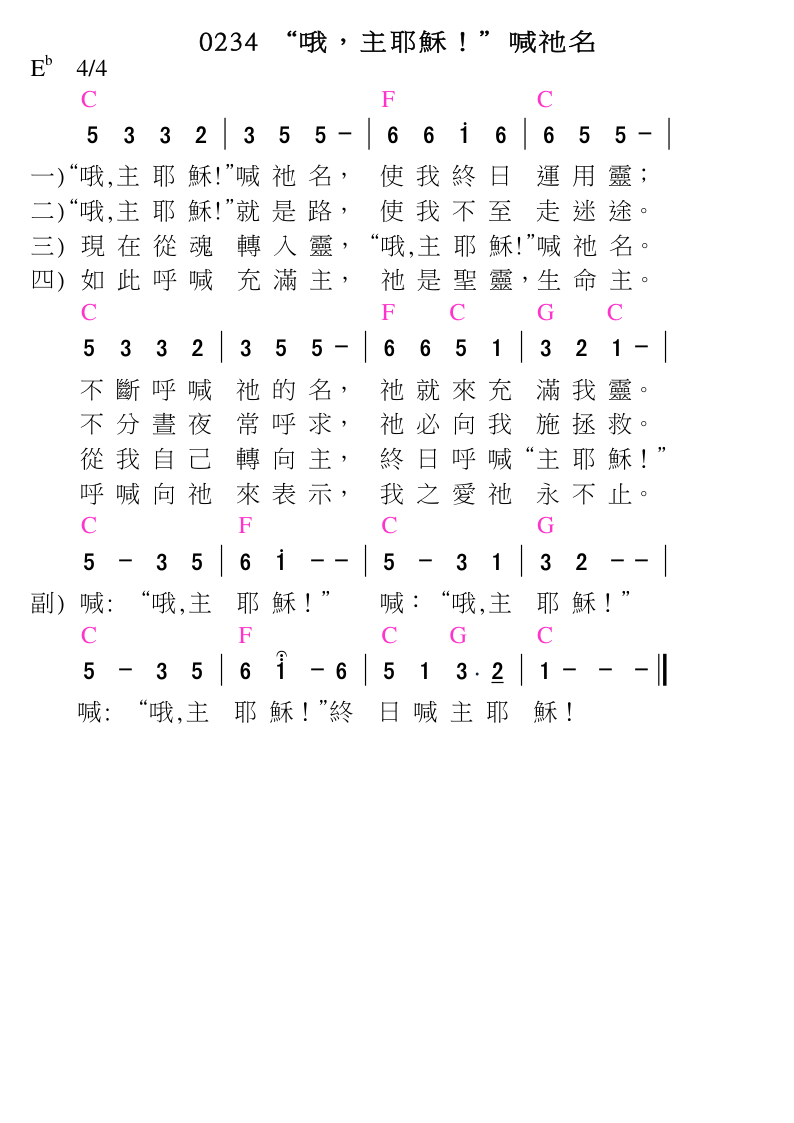 0234 “哦，主耶穌！”喊祂名
E♭ 4/4
C F C
5 3 3 2 | 3 5 5 – | 6 6 i 6 | 6 5 5 – |
一)“哦,主耶穌!”喊祂名， 使我終日 運用靈；
二)“哦,主耶穌!”就是路， 使我不至 走迷途。
三) 現在從魂 轉入靈， “哦,主耶穌!”喊祂名。
四) 如此呼喊 充滿主， 祂是聖靈，生命主。
C F C G C
5 3 3 2 | 3 5 5 – | 6 6 5 1 | 3 2 1 – |
不斷呼喊 祂的名， 祂就來充 滿我靈。
不分晝夜 常呼求， 祂必向我 施拯救。
從我自己 轉向主， 終日呼喊“主耶穌！”
呼喊向祂 來表示， 我之愛祂 永不止。
C F C G
5 – 3 5 | 6 i – – | 5 – 3 1 | 3 2 – – |
副) 喊: “哦,主 耶穌！” 喊： “哦,主 耶穌！”
C F C G C
5 – 3 5 | 6 i – 6 | 5 1 3 . 2 | 1 – – – ‖
喊: “哦,主 耶穌！”終 日喊主耶 穌！